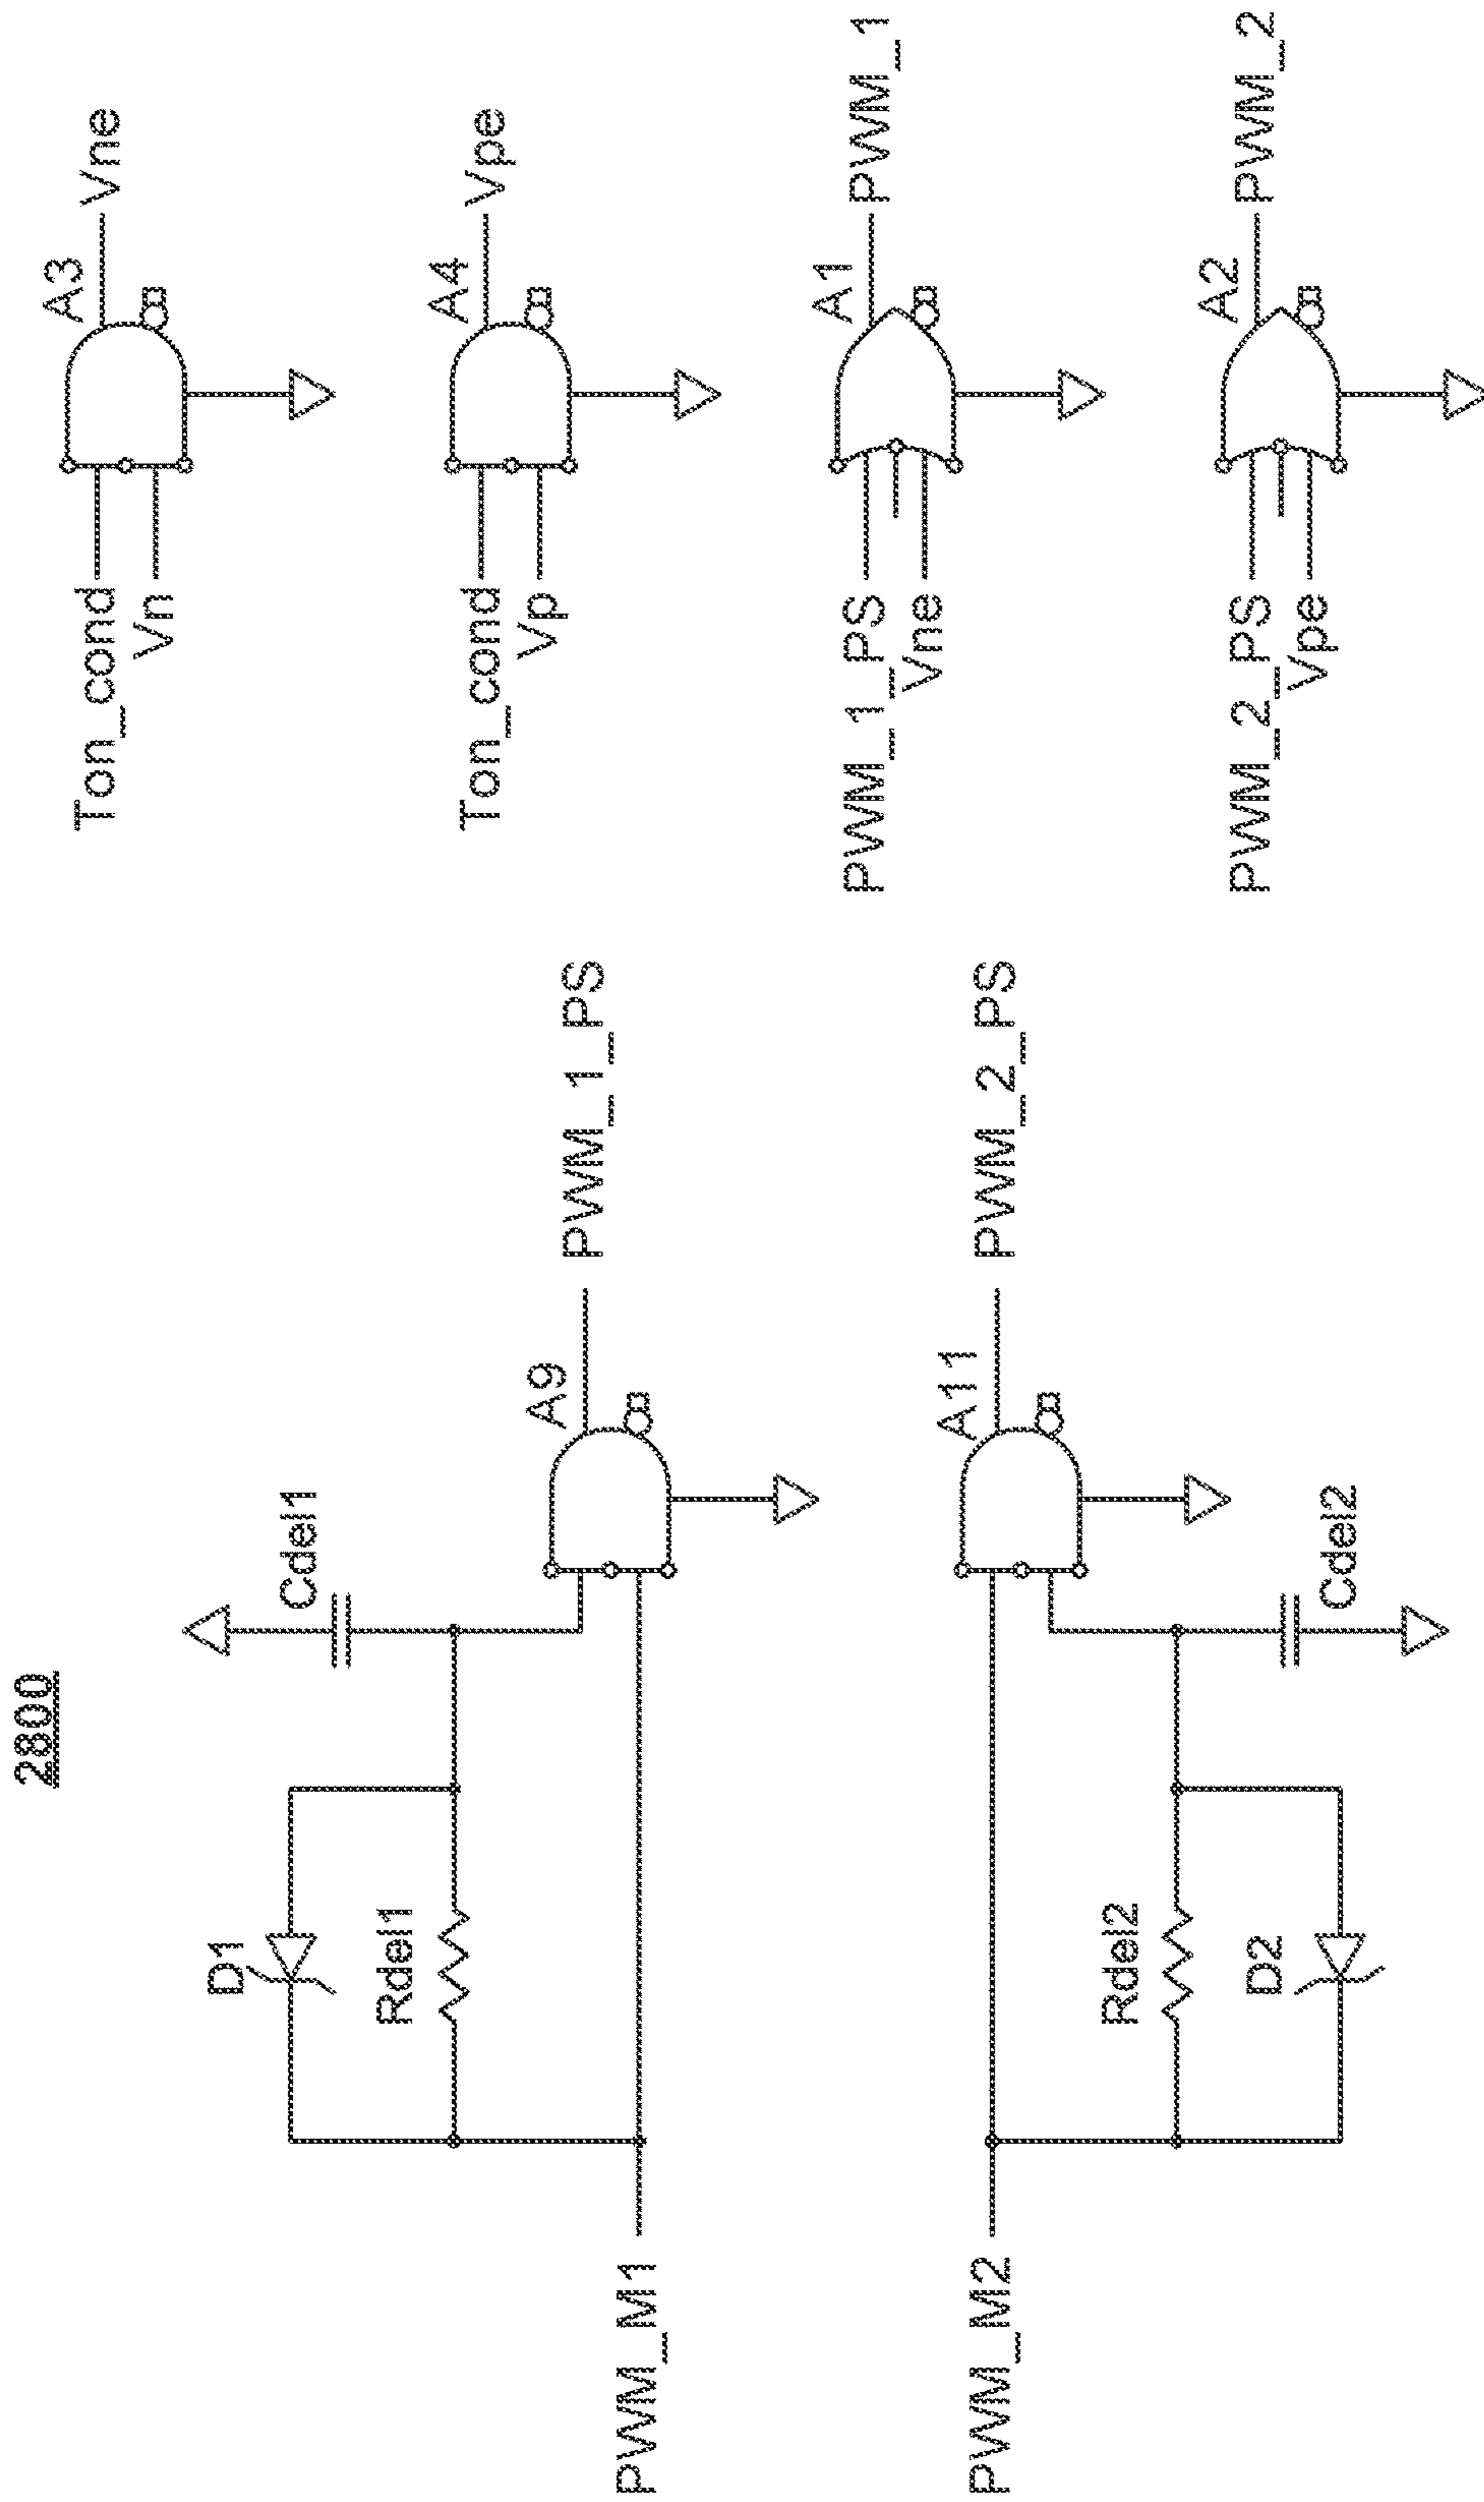 2800
D1
Rdel1
Cdel1
A9
PWM_M1
PWM_1_PS
PWM_M2
A11
PWM_2_PS
Rdel2
D2
Cdel2
Ton_cond
Vn
A3
Vne
Ton_cond
Vp
A4
Vpe
PWM_1_PS
Vne
A1
PWM_1
PWM_2_PS
Vpe
A2
PWM_2